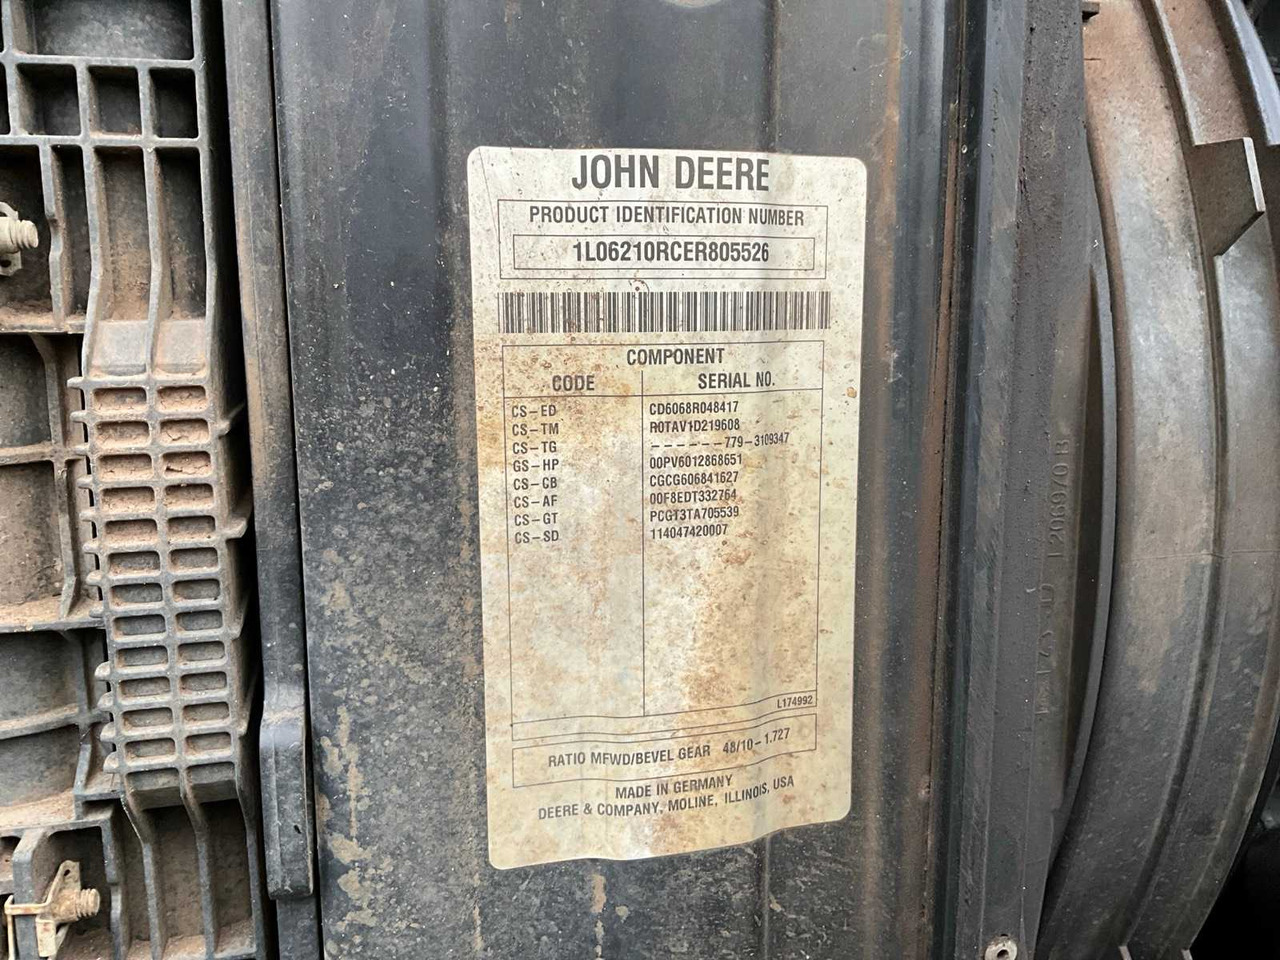 JOHN DEERE
PRODUCT IDENTIFICATION NUMBER
1L06210RCER805526
COMPONENT
CODE SERIAL NO.
CS-ED CD6068R048417
CS-TM R0TAV1D219608
CS-TG ------779-3109347
GS-HP 00PV6012868651
CS-CB CGCG606841627
CS-AF 00F8EDT332764
CS-GT PCGT3TA705539
CS-SD 114047420007
L174992
RATIO MFWD/BEVEL GEAR 48/10-1.727
MADE IN GERMANY
DEERE & COMPANY, MOLINE, ILLINOIS, USA